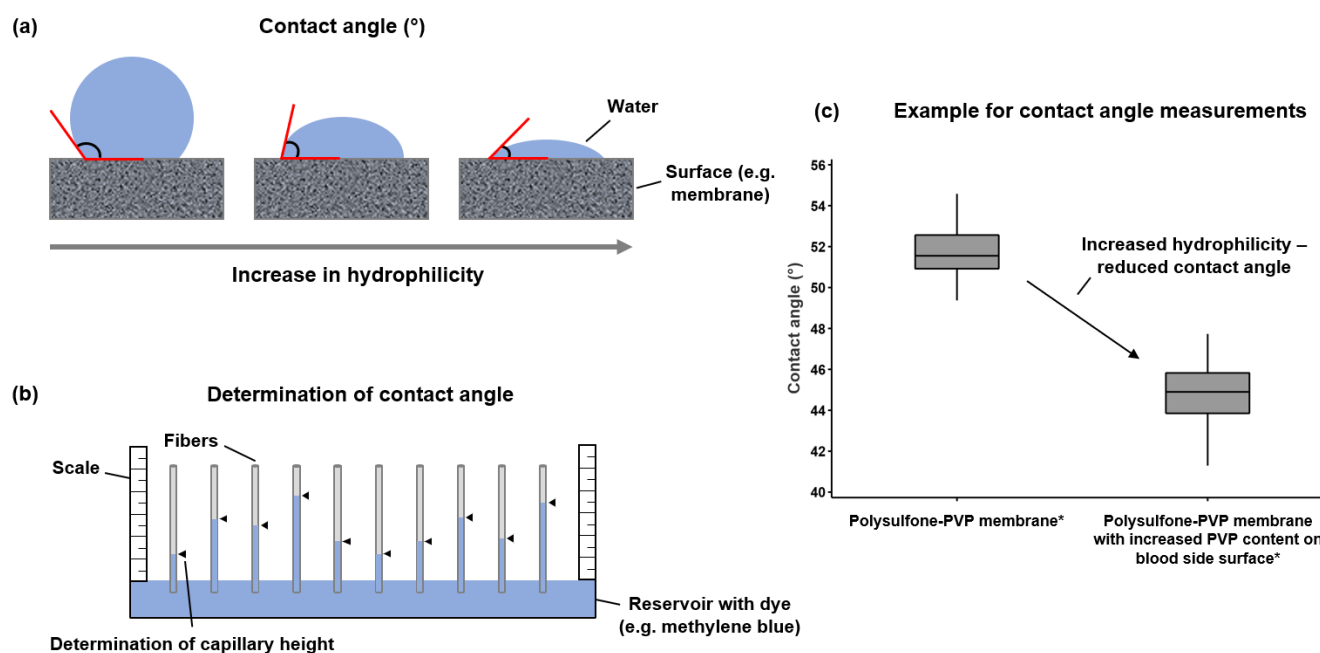 (a)
Contact angle (°)
Water
Surface (e.g.
membrane)
Increase in hydrophilicity
(b)
Determination of contact angle
Fibers
Scale
Reservoir with dye
(e.g. methylene blue)
Determination of capillary height
(c)
Example for contact angle measurements
Contact angle (°)
56
54
52
50
48
46
44
42
40
Increased hydrophilicity –
reduced contact angle
Polysulfone-PVP membrane*
Polysulfone-PVP membrane
with increased PVP content on
blood side surface*